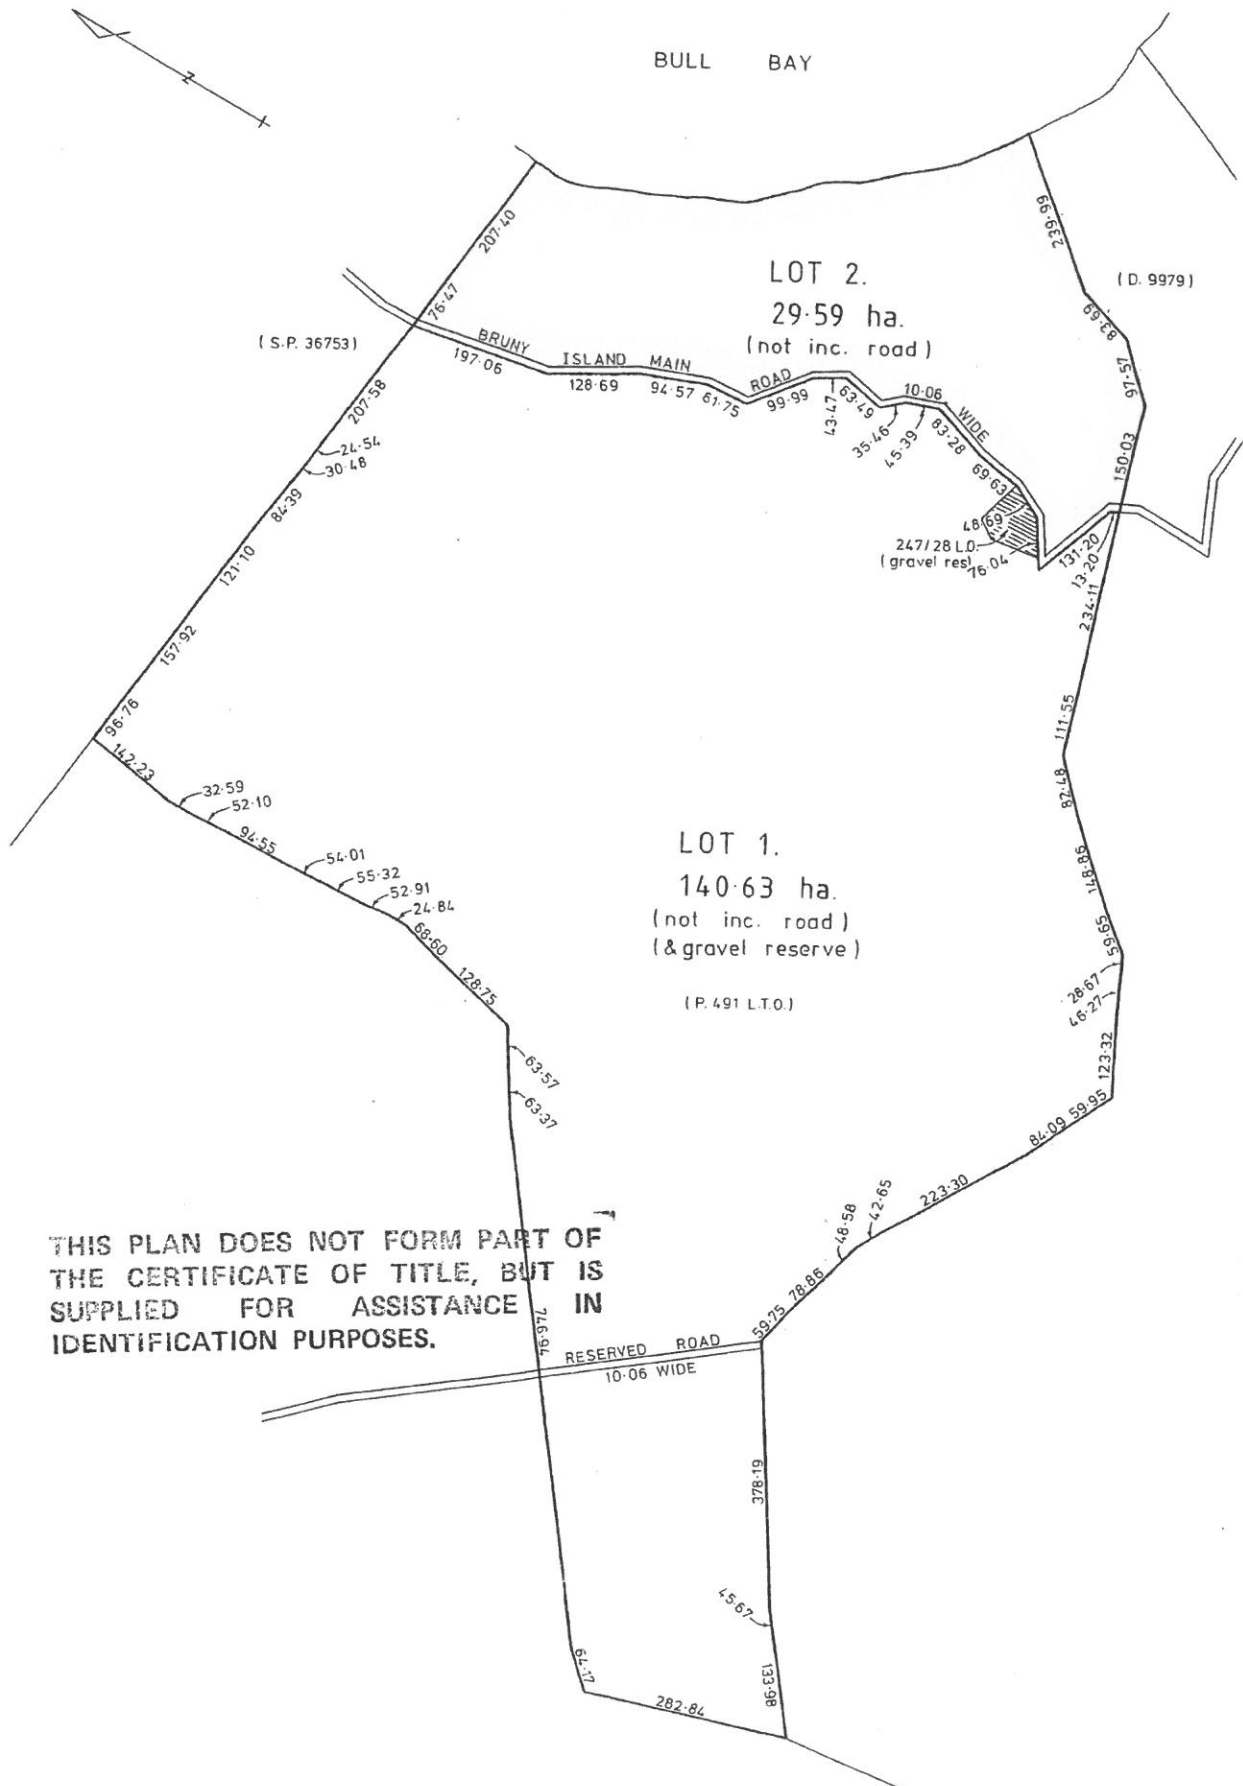 N
BULL BAY
207·40
239·99
LOT 2.
29·59 ha.
(not inc. road)
(D. 9979)
83·69
97·57
76·47
(S.P. 36753)
BRUNY ISLAND MAIN ROAD 10·06 WIDE
197·06
128·69
94·57
61·75
99·99
43·47
63·49
35·46
45·39
83·28
69·63
48·69
247/28 L.O.
(gravel res)
76·04
131·20
13·20
150·03
207·58
24·54
30·48
84·39
121·10
157·92
96·76
234·11
111·55
82·48
148·86
59·65
28·67
46·27
123·32
142·23
32·59
52·10
94·55
54·01
55·32
52·91
24·84
68·60
128·75
LOT 1.
140·63 ha.
(not inc. road)
(& gravel reserve)
(P. 491 L.T.O.)
63·57
63·37
59·95
84·09
223·30
42·65
48·58
78·86
59·75
THIS PLAN DOES NOT FORM PART OF
THE CERTIFICATE OF TITLE, BUT IS
SUPPLIED FOR ASSISTANCE IN
IDENTIFICATION PURPOSES.
746·94
RESERVED ROAD
10·06 WIDE
378·19
45·67
133·98
64·17
282·84